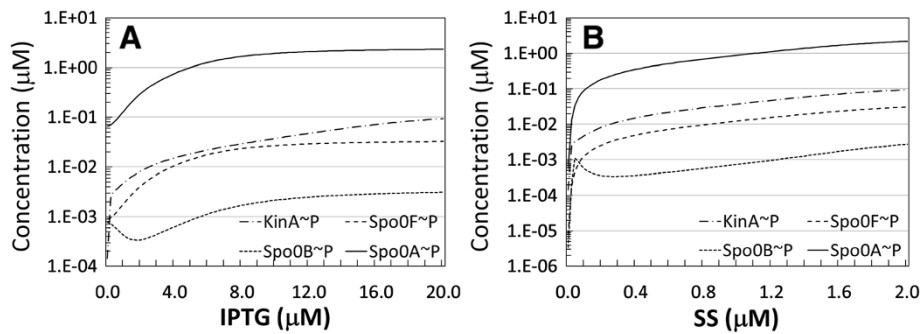 A
Concentration (μM)
1.E+01
1.E+00
1.E-01
1.E-02
1.E-03
1.E-04
KinA~P
Spo0F~P
Spo0B~P
Spo0A~P
0.0 4.0 8.0 12.0 16.0 20.0
IPTG (μM)
B
Concentration (μM)
1.E+01
1.E+00
1.E-01
1.E-02
1.E-03
1.E-04
1.E-05
1.E-06
KinA~P
Spo0F~P
Spo0B~P
Spo0A~P
0.0 0.4 0.8 1.2 1.6 2.0
SS (μM)